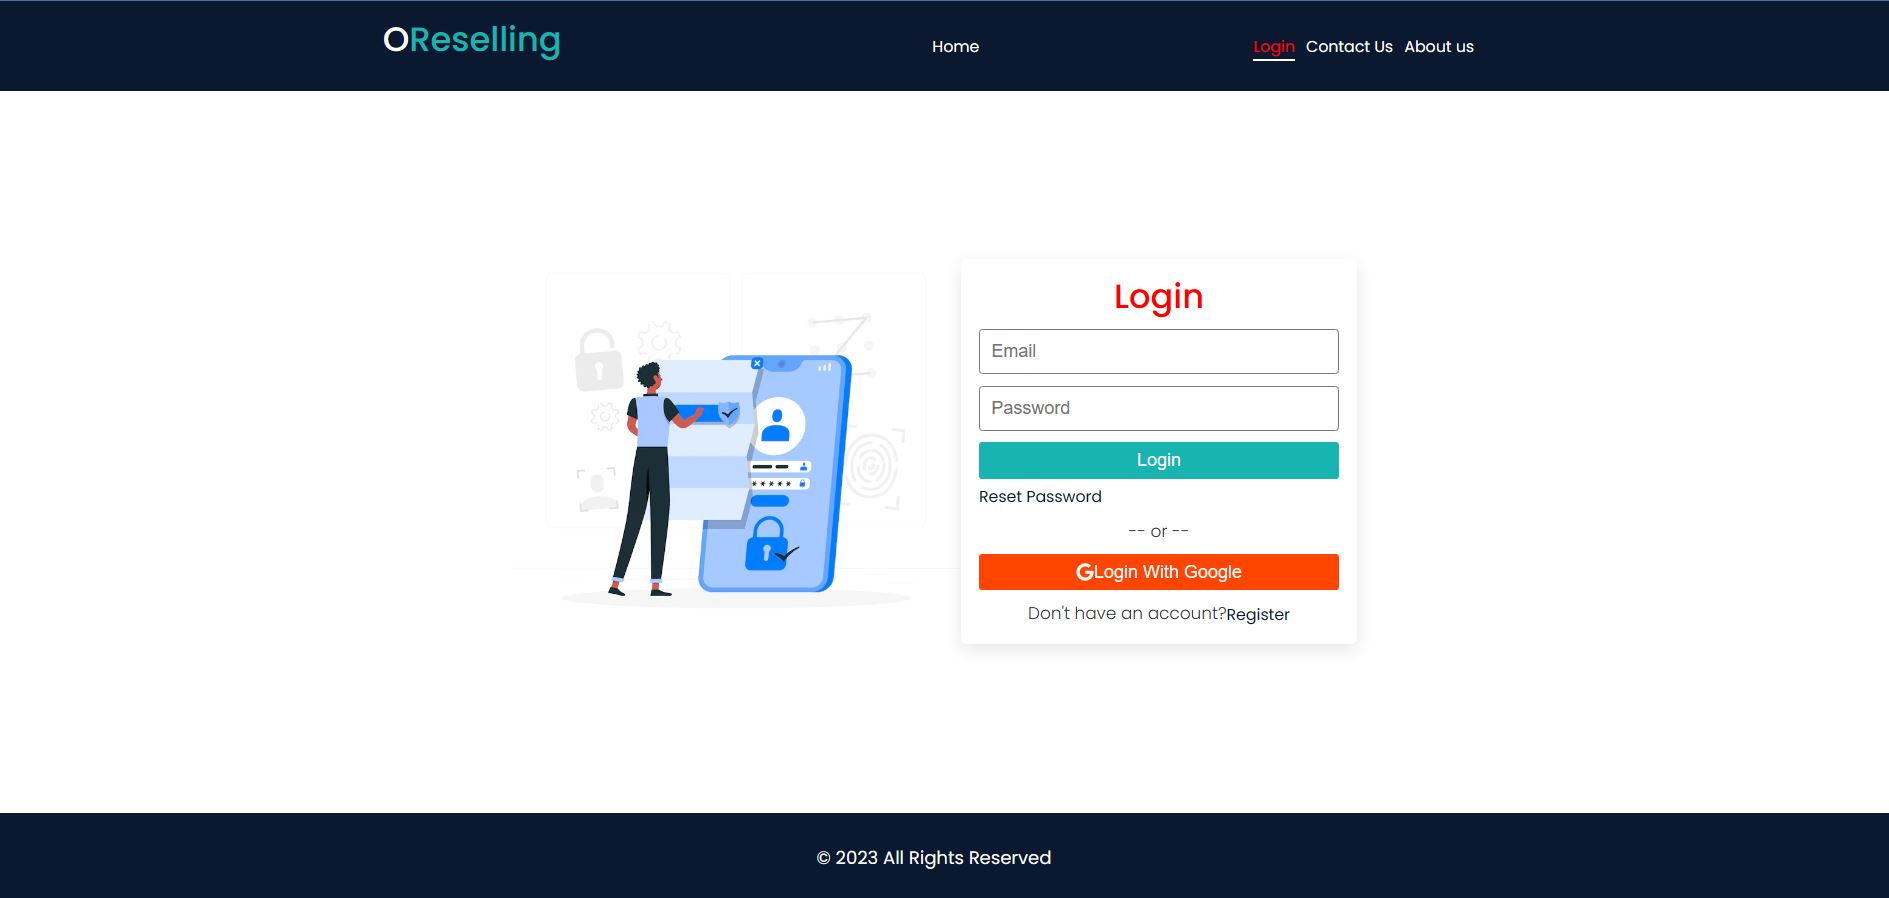 OReselling
Home
Login Contact Us About us
Login
Email
Password
Login
Reset Password
-- or --
Login With Google
Don't have an account?Register
© 2023 All Rights Reserved